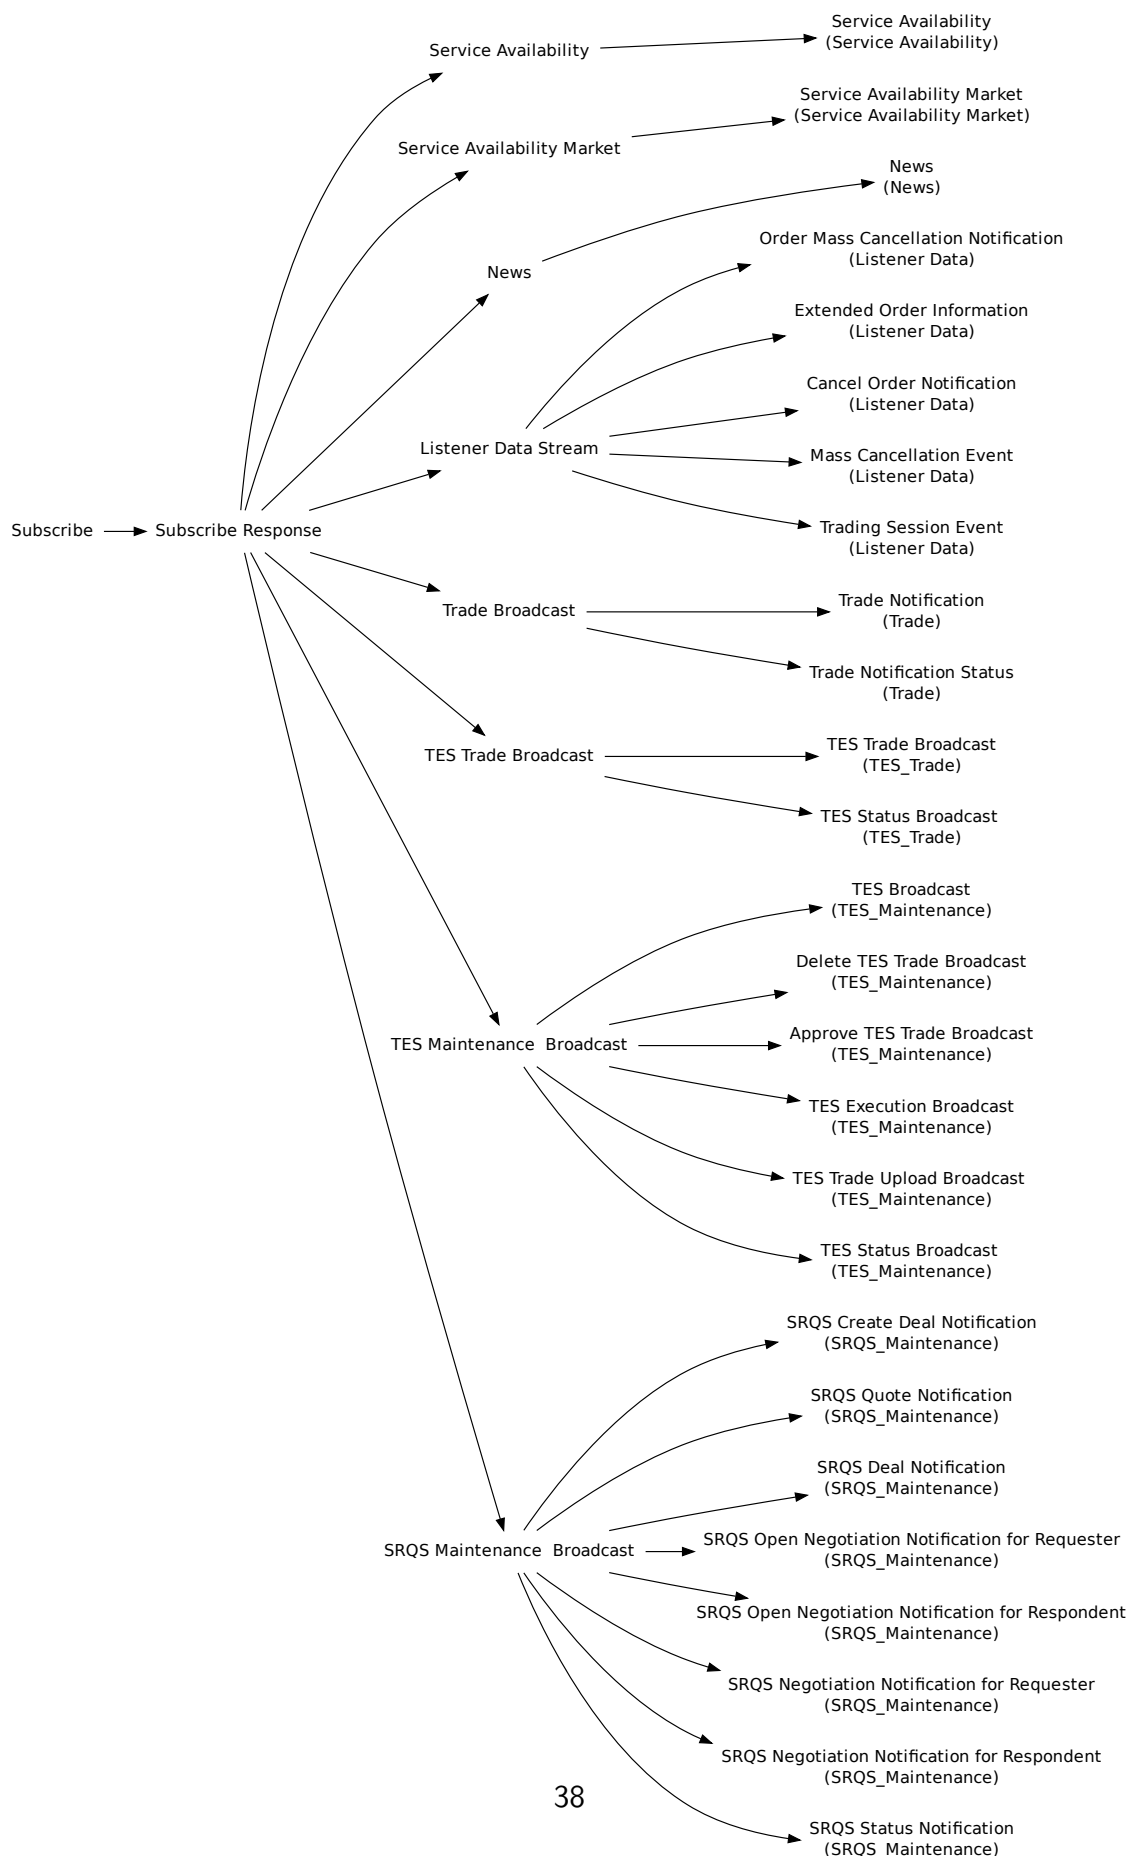 Service Availability
(Service Availability)
Service Availability
Service Availability Market
(Service Availability Market)
Service Availability Market
News
(News)
News
Order Mass Cancellation Notification
(Listener Data)
Extended Order Information
(Listener Data)
Cancel Order Notification
(Listener Data)
Listener Data Stream
Mass Cancellation Event
(Listener Data)
Subscribe
Subscribe Response
Trading Session Event
(Listener Data)
Trade Broadcast
Trade Notification
(Trade)
Trade Notification Status
(Trade)
TES Trade Broadcast
TES Trade Broadcast
(TES_Trade)
TES Status Broadcast
(TES_Trade)
TES Broadcast
(TES_Maintenance)
Delete TES Trade Broadcast
(TES_Maintenance)
TES Maintenance  Broadcast
Approve TES Trade Broadcast
(TES_Maintenance)
TES Execution Broadcast
(TES_Maintenance)
TES Trade Upload Broadcast
(TES_Maintenance)
TES Status Broadcast
(TES_Maintenance)
SRQS Create Deal Notification
(SRQS_Maintenance)
SRQS Quote Notification
(SRQS_Maintenance)
SRQS Deal Notification
(SRQS_Maintenance)
SRQS Maintenance  Broadcast
SRQS Open Negotiation Notification for Requester
(SRQS_Maintenance)
SRQS Open Negotiation Notification for Respondent
(SRQS_Maintenance)
SRQS Negotiation Notification for Requester
(SRQS_Maintenance)
SRQS Negotiation Notification for Respondent
(SRQS_Maintenance)
38
SRQS Status Notification
(SRQS_Maintenance)